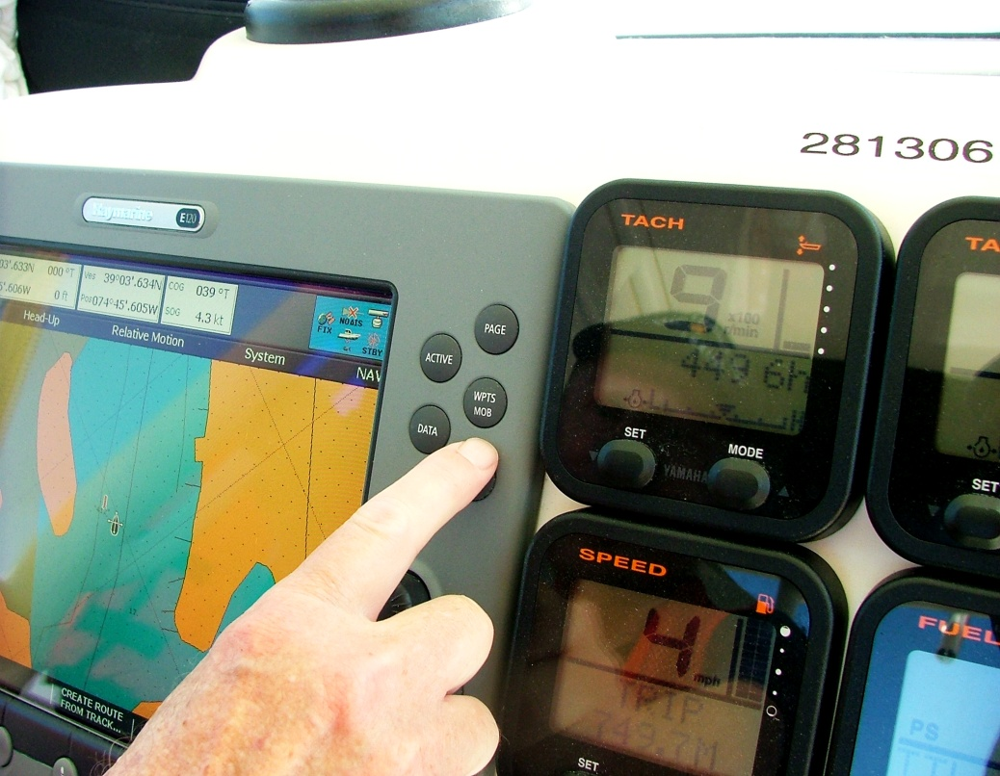 281306
Raymarine E120
03'.633N 000 °T
5'.606W 0 ft
Ves 39°03'.634N
Pos 074°45'.605W
COG 039 °T
SOG 4.3 kt
FIX NOAIS
STBY
Head-Up Relative Motion System NAV
12
CREATE ROUTE
FROM TRACK...
PAGE
ACTIVE
WPTS
MOB
DATA
TACH
9 x100
r/min
449 6h
SET MODE
YAMAHA
TA
SET
SPEED
4 mph
TRIP
749.7M
SET
FUEL
PS